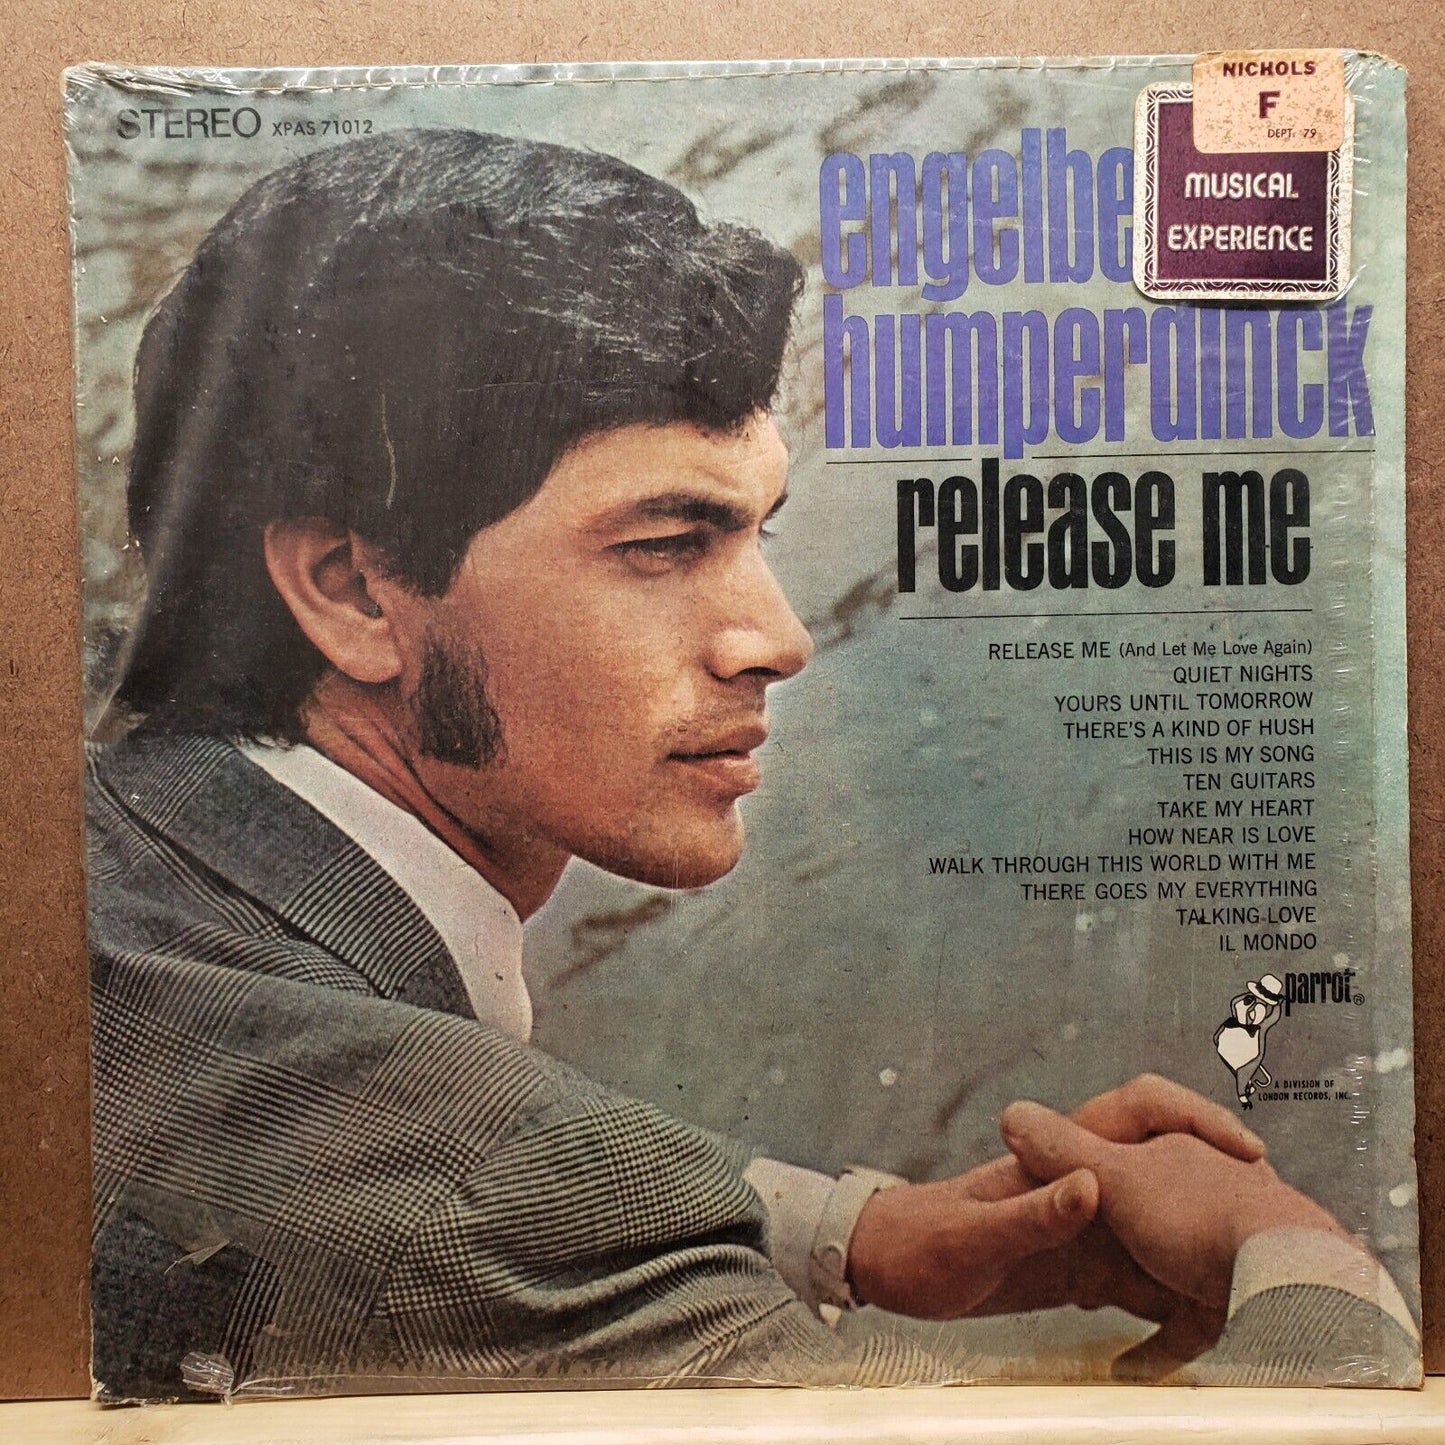 STEREO XPAS 71012
NICHOLS
F
DEPT. 79
MUSICAL
EXPERIENCE
engelbe
humperdinck
release me
RELEASE ME (And Let Me Love Again)
QUIET NIGHTS
YOURS UNTIL TOMORROW
THERE'S A KIND OF HUSH
THIS IS MY SONG
TEN GUITARS
TAKE MY HEART
HOW NEAR IS LOVE
WALK THROUGH THIS WORLD WITH ME
THERE GOES MY EVERYTHING
TALKING LOVE
IL MONDO
parrot®
A DIVISION OF
LONDON RECORDS, INC.